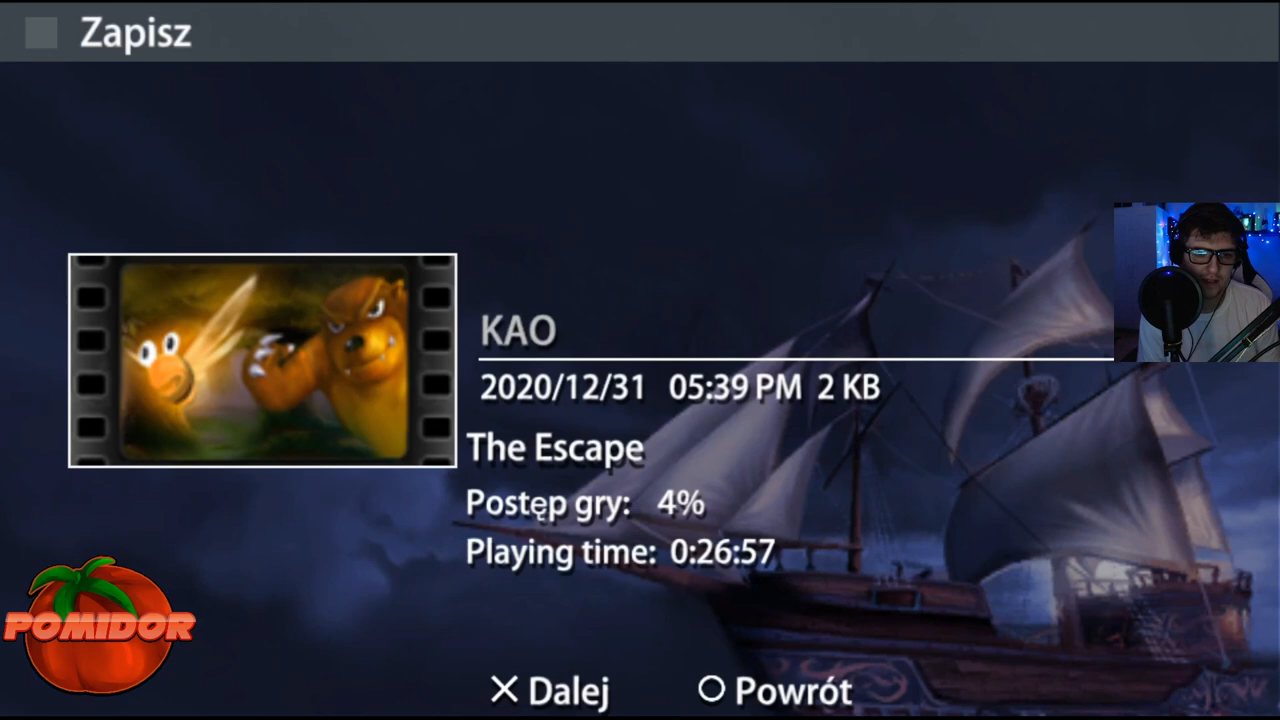 Zapisz
KAO
2020/12/31 05:39 PM 2 KB
The Escape
Postęp gry: 4%
Playing time: 0:26:57
POMIDOR
X Dalej O Powrót